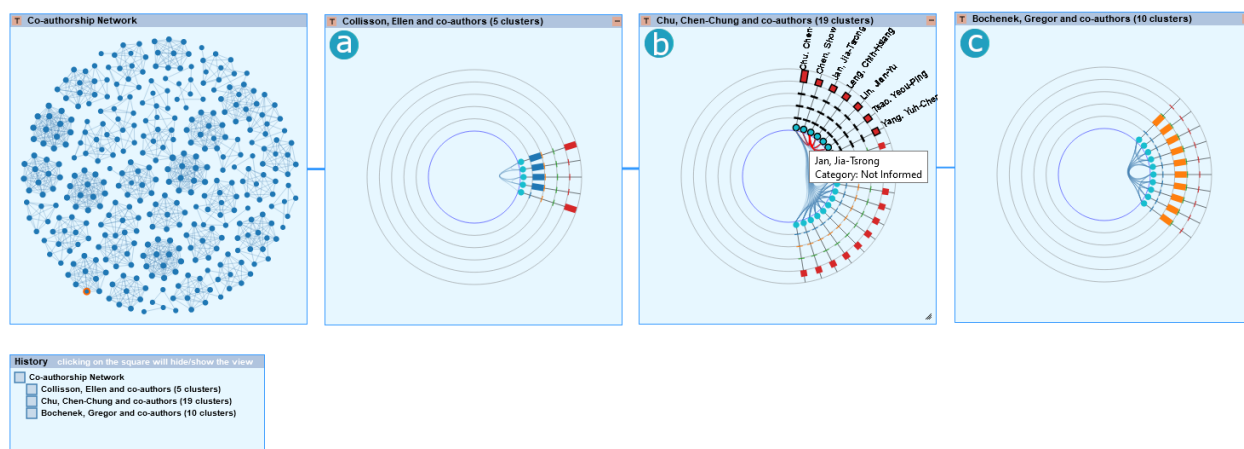 T Co-authorship Network
T Collisson, Ellen and co-authors (5 clusters)
a
T Chu, Chen-Chung and co-authors (19 clusters)
b
Chu, Chen
Chen, Show
Jan, Jia-Tsrong
Leng, Chih-Hsiang
Lin, Jian-Yu
Tsao, Yeou-Ping
Yang, Yuh-Chen
Jan, Jia-Tsrong
Category: Not Informed
T Bochenek, Gregor and co-authors (10 clusters)
c
History clicking on the square will hide/show the view
Co-authorship Network
Collisson, Ellen and co-authors (5 clusters)
Chu, Chen-Chung and co-authors (19 clusters)
Bochenek, Gregor and co-authors (10 clusters)